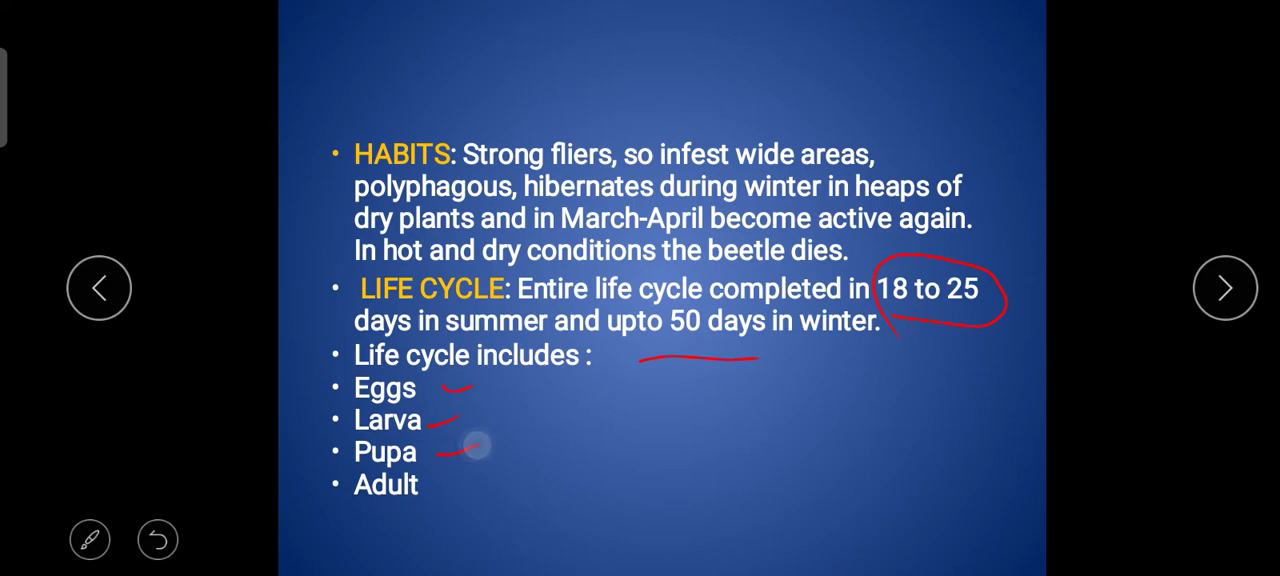 • HABITS: Strong fliers, so infest wide areas,
polyphagous, hibernates during winter in heaps of
dry plants and in March-April become active again.
In hot and dry conditions the beetle dies.
• LIFE CYCLE: Entire life cycle completed in 18 to 25
days in summer and upto 50 days in winter.
• Life cycle includes :
• Eggs
• Larva
• Pupa
• Adult